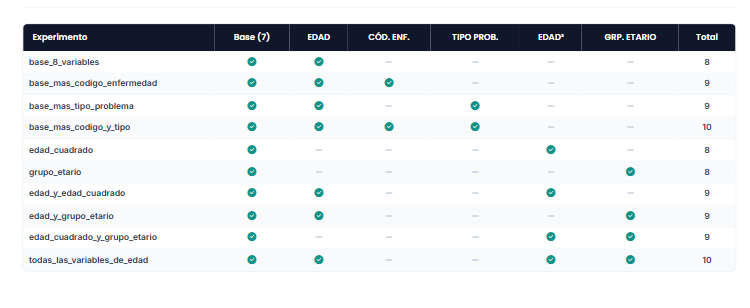 Experimento Base (7) EDAD CÓD. ENF. TIPO PROB. EDAD² GRP. ETARIO Total
base_8_variables — — — — 8
base_mas_codigo_enfermedad — — — 9
base_mas_tipo_problema — — — 9
base_mas_codigo_y_tipo — — 10
edad_cuadrado — — — — 8
grupo_etario — — — — 8
edad_y_edad_cuadrado — — — 9
edad_y_grupo_etario — — — 9
edad_cuadrado_y_grupo_etario — — — 9
todas_las_variables_de_edad — — 10